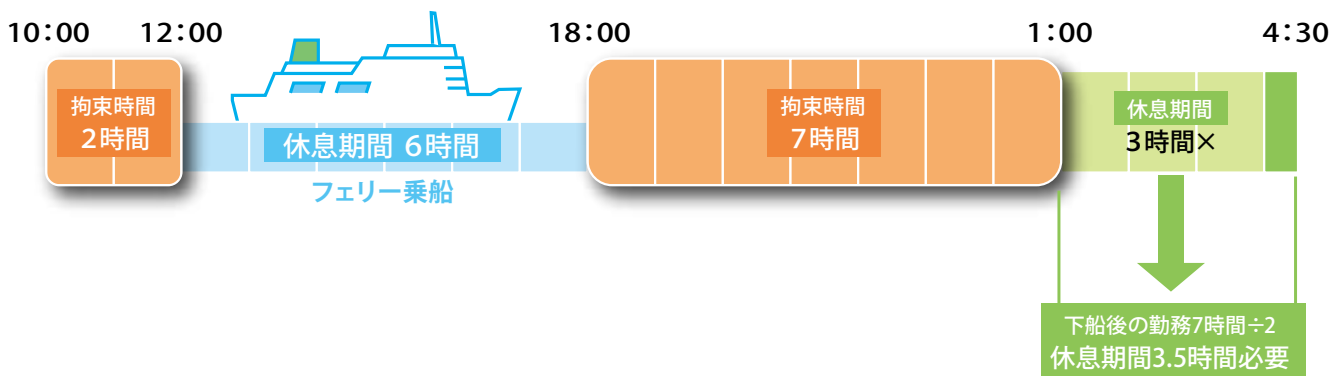 10：00
12：00
18：00
1：00
4：30
拘束時間
2時間
休息期間 6時間
フェリー乗船
拘束時間
7時間
休息期間
3時間×
下船後の勤務7時間÷2
休息期間3.5時間必要